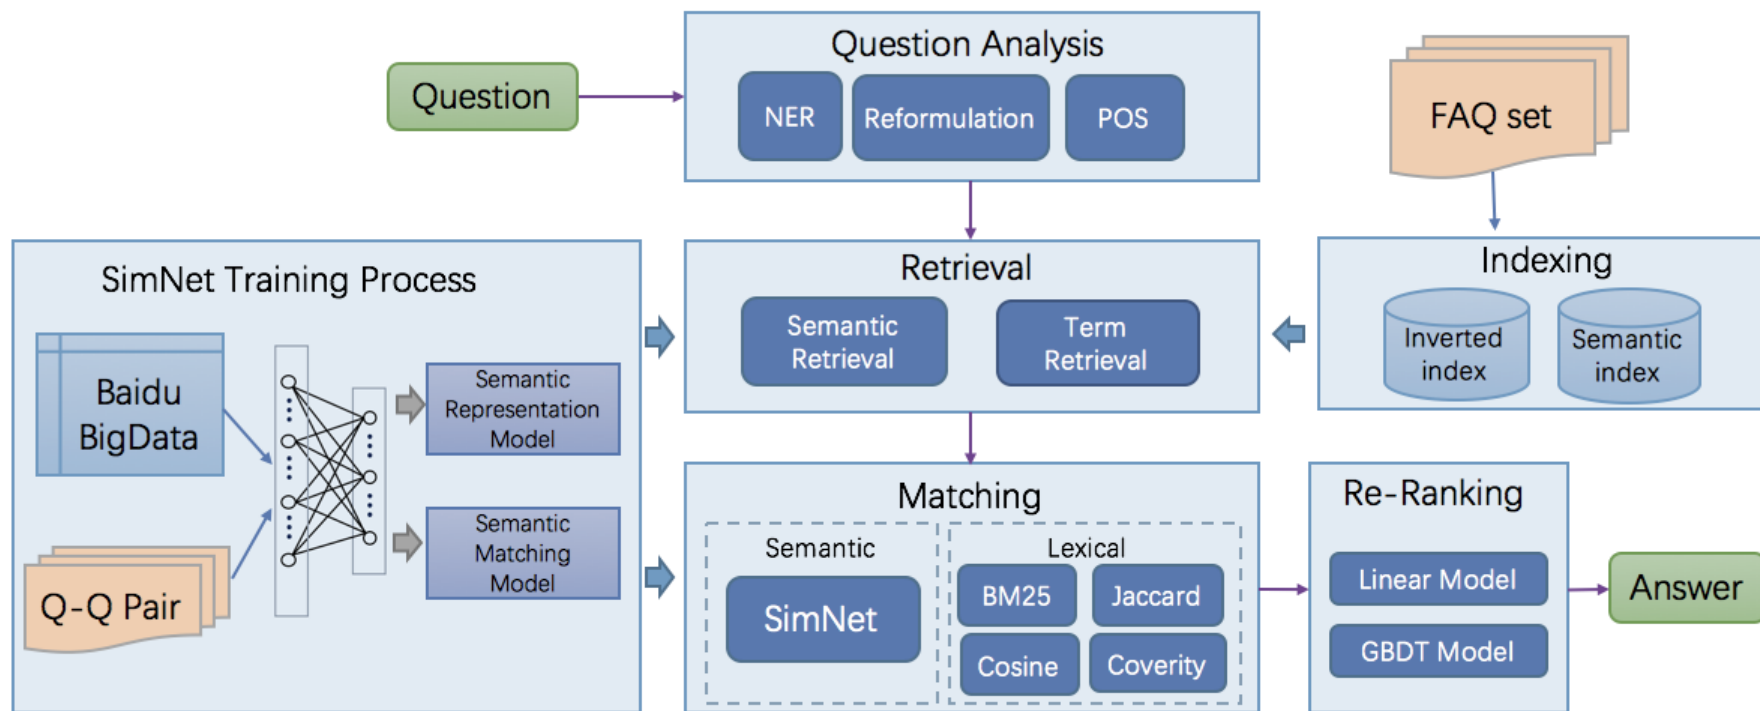 Question
Question Analysis
NER
Reformulation
POS
FAQ set
SimNet Training Process
Baidu
BigData
Q-Q Pair
Semantic
Representation
Model
Semantic
Matching
Model
Retrieval
Semantic
Retrieval
Term
Retrieval
Indexing
Inverted
index
Semantic
index
Matching
Semantic
SimNet
Lexical
BM25
Jaccard
Cosine
Coverity
Re-Ranking
Linear Model
GBDT Model
Answer